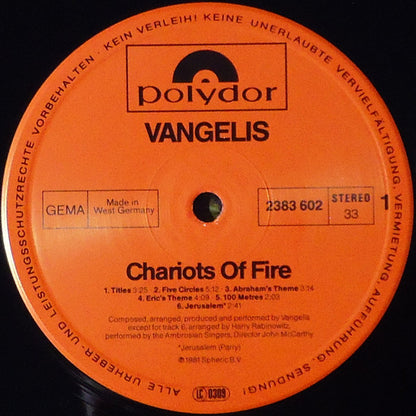 ALLE URHEBER- UND LEISTUNGSSCHUTZRECHTE VORBEHALTEN · KEIN VERLEIH! KEINE UNERLAUBTE VERVIELFÄLTIGUNG, VERMIETUNG, AUFFÜHRUNG, SENDUNG!
polydor
VANGELIS
GEMA Made in West Germany
2383 602 STEREO 33 1
Chariots Of Fire
1. Titles 3:25 2. Five Circles 5:12 3. Abraham's Theme 3:14
4. Eric's Theme 4:09 5. 100 Metres 2:03
6. Jerusalem* 2:41
Composed, arranged, produced and performed by Vangelis
except for track 6, arranged by Harry Rabinowitz,
performed by the Ambrosian Singers, Director John McCarthy
*Jerusalem (Parry)
℗ 1981 Spheric B.V.
LC 0309